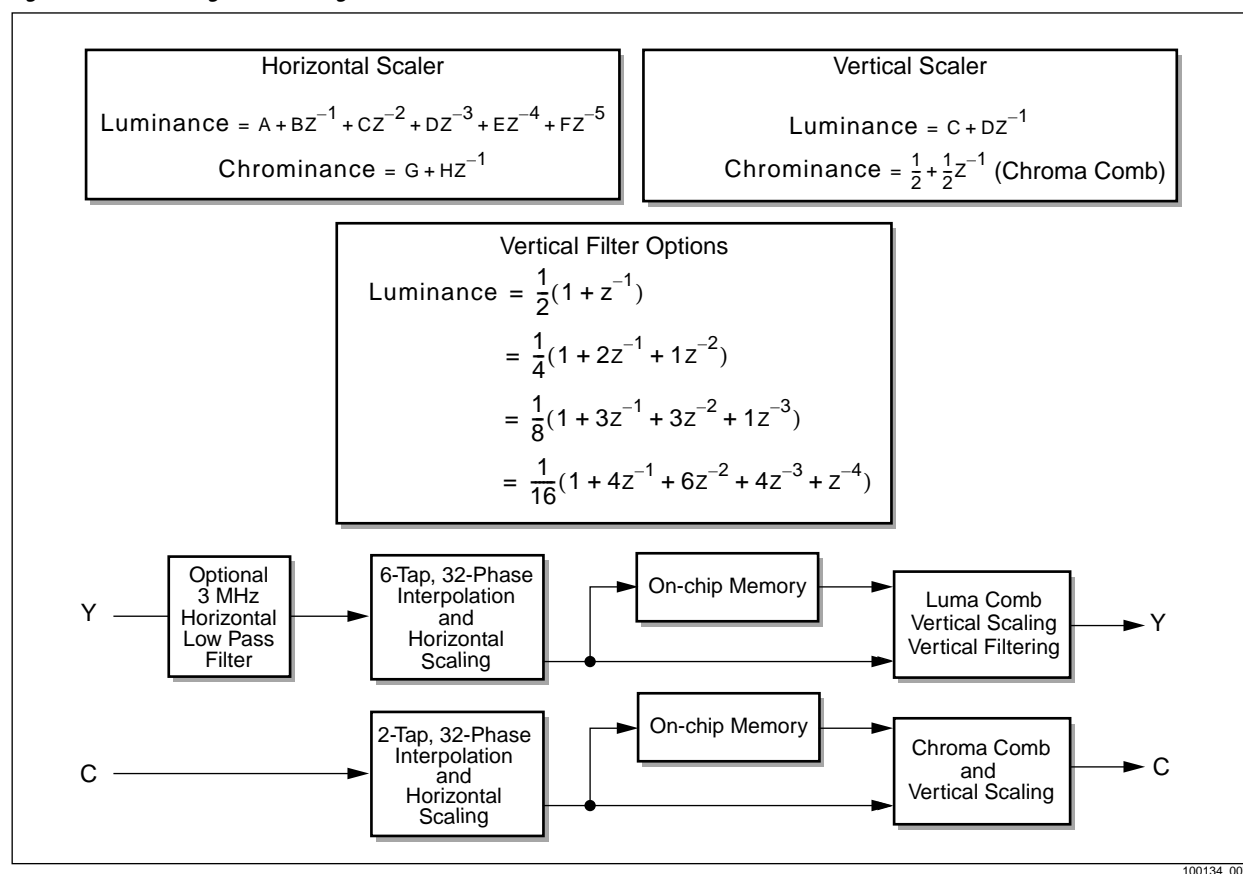 Horizontal Scaler
Luminance = A + BZ⁻¹ + CZ⁻² + DZ⁻³ + EZ⁻⁴ + FZ⁻⁵
Chrominance = G + HZ⁻¹
Vertical Scaler
Luminance = C + DZ⁻¹
Chrominance = 1/2 + 1/2 Z⁻¹ (Chroma Comb)
Vertical Filter Options
Luminance = 1/2 (1 + z⁻¹)
= 1/4 (1 + 2z⁻¹ + 1z⁻²)
= 1/8 (1 + 3z⁻¹ + 3z⁻² + 1z⁻³)
= 1/16 (1 + 4z⁻¹ + 6z⁻² + 4z⁻³ + z⁻⁴)
Y
Optional
3 MHz
Horizontal
Low Pass
Filter
6-Tap, 32-Phase
Interpolation
and
Horizontal
Scaling
On-chip Memory
Luma Comb
Vertical Scaling
Vertical Filtering
Y
C
2-Tap, 32-Phase
Interpolation
and
Horizontal
Scaling
On-chip Memory
Chroma Comb
and
Vertical Scaling
C